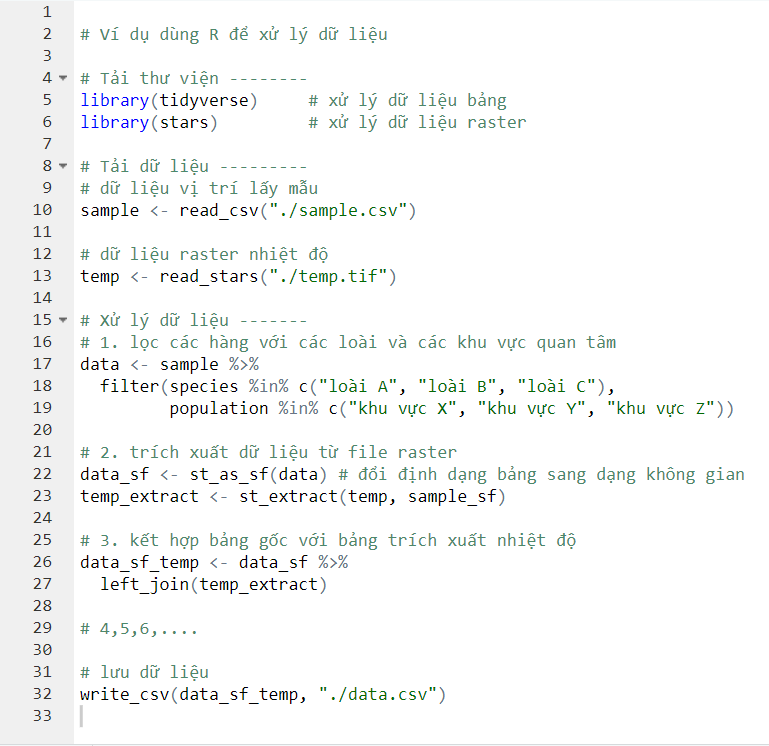 1
2 # Ví dụ dùng R để xử lý dữ liệu
3
4 # Tải thư viện --------
5 library(tidyverse)     # xử lý dữ liệu bảng
6 library(stars)         # xử lý dữ liệu raster
7
8 # Tải dữ liệu ---------
9 # dữ liệu vị trí lấy mẫu
10 sample <- read_csv("./sample.csv")
11
12 # dữ liệu raster nhiệt độ
13 temp <- read_stars("./temp.tif")
14
15 # Xử lý dữ liệu -------
16 # 1. lọc các hàng với các loài và các khu vực quan tâm
17 data <- sample %>%
18   filter(species %in% c("loài A", "loài B", "loài C"),
19          population %in% c("khu vực X", "khu vực Y", "khu vực Z"))
20
21 # 2. trích xuất dữ liệu từ file raster
22 data_sf <- st_as_sf(data) # đổi định dạng bảng sang dạng không gian
23 temp_extract <- st_extract(temp, sample_sf)
24
25 # 3. kết hợp bảng gốc với bảng trích xuất nhiệt độ
26 data_sf_temp <- data_sf %>%
27   left_join(temp_extract)
28
29 # 4,5,6,....
30
31 # lưu dữ liệu
32 write_csv(data_sf_temp, "./data.csv")
33